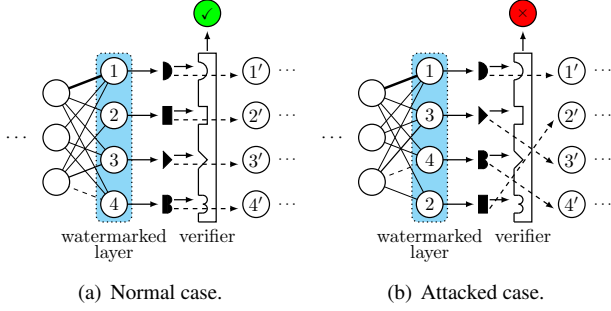 ✓
1 1′ ···
2 2′ ···
··· 3 3′ ···
4 4′ ···
watermarked verifier
layer
(a) Normal case.
×
1 1′ ···
3 2′ ···
··· 4 3′ ···
2 4′ ···
watermarked verifier
layer
(b) Attacked case.